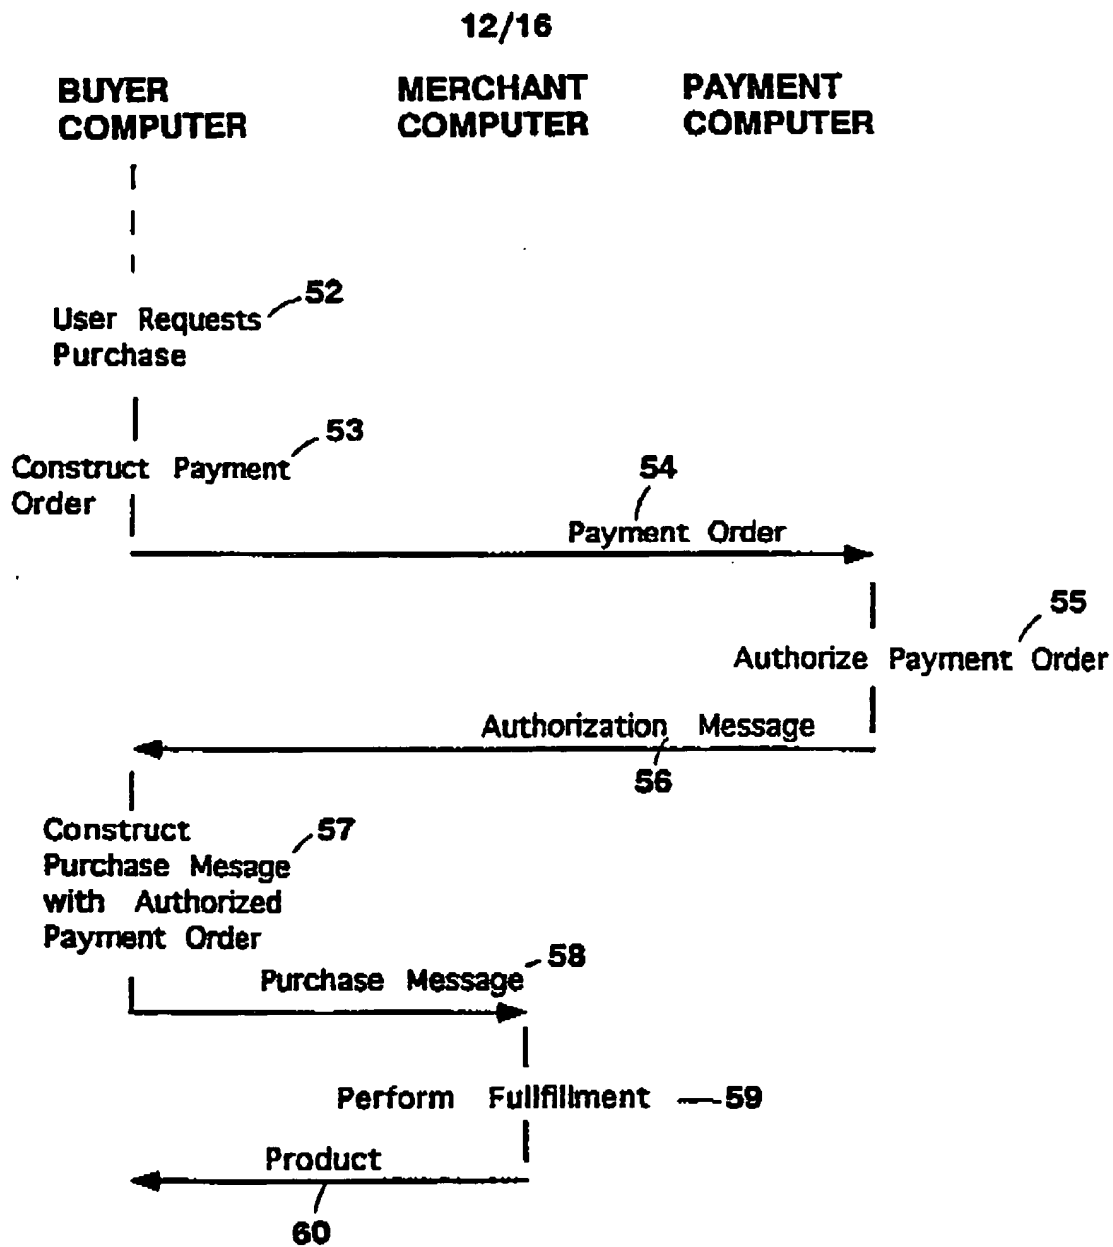 12/16
BUYER
COMPUTER
MERCHANT
COMPUTER
PAYMENT
COMPUTER
52
User Requests
Purchase
53
Construct Payment
Order
54
Payment Order
55
Authorize Payment Order
Authorization Message
56
Construct
57
Purchase Mesage
with Authorized
Payment Order
58
Purchase Message
Perform Fullfillment
59
Product
60